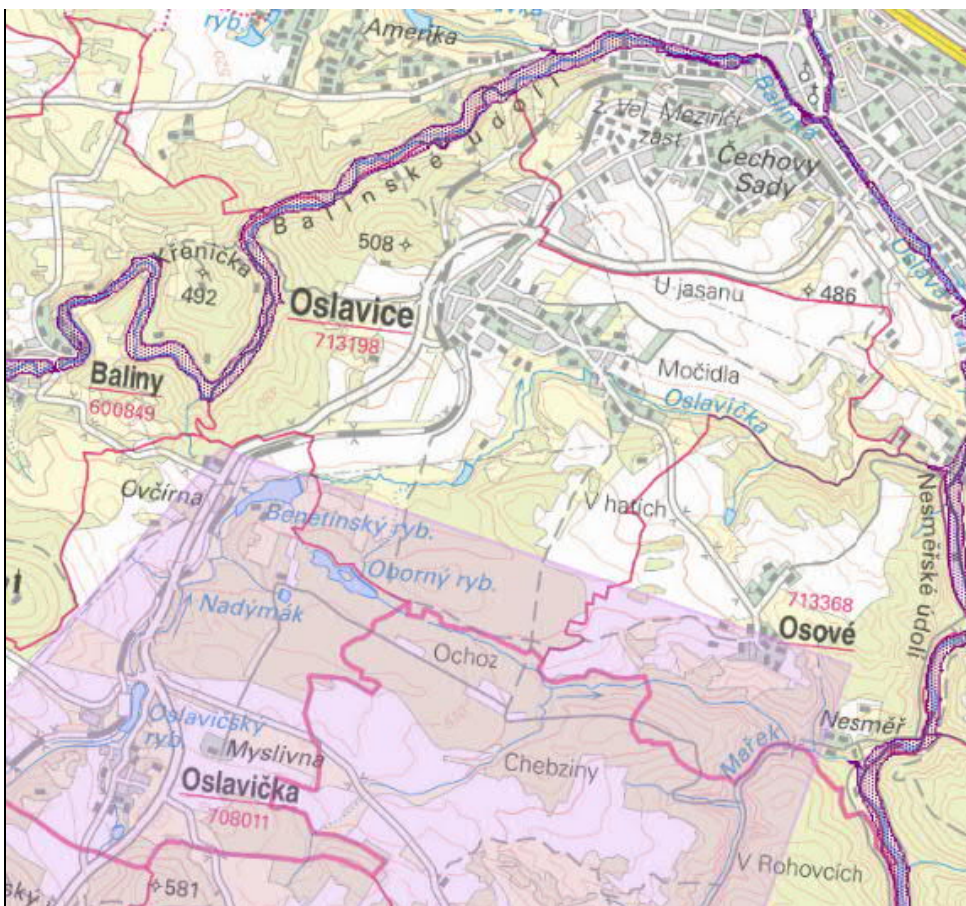 ryb.
Amerika
Balinské údolí
Balinka
z. Vel. Meziříčí
zast.
Čechovy
Sady
Oslava
Křenička
492
508
Oslavice
713198
U jasanu
486
Baliny
600849
Močidla
Oslavička
Ovčírna
Benetínský ryb.
V hatích
Nesměřské údolí
Oborný ryb.
Nadýmák
713368
Osové
Ochoz
Oslavičský
ryb.
Myslivna
Oslavička
708011
Chebziny
Mařek
Nesměř
581
V Rohovcích